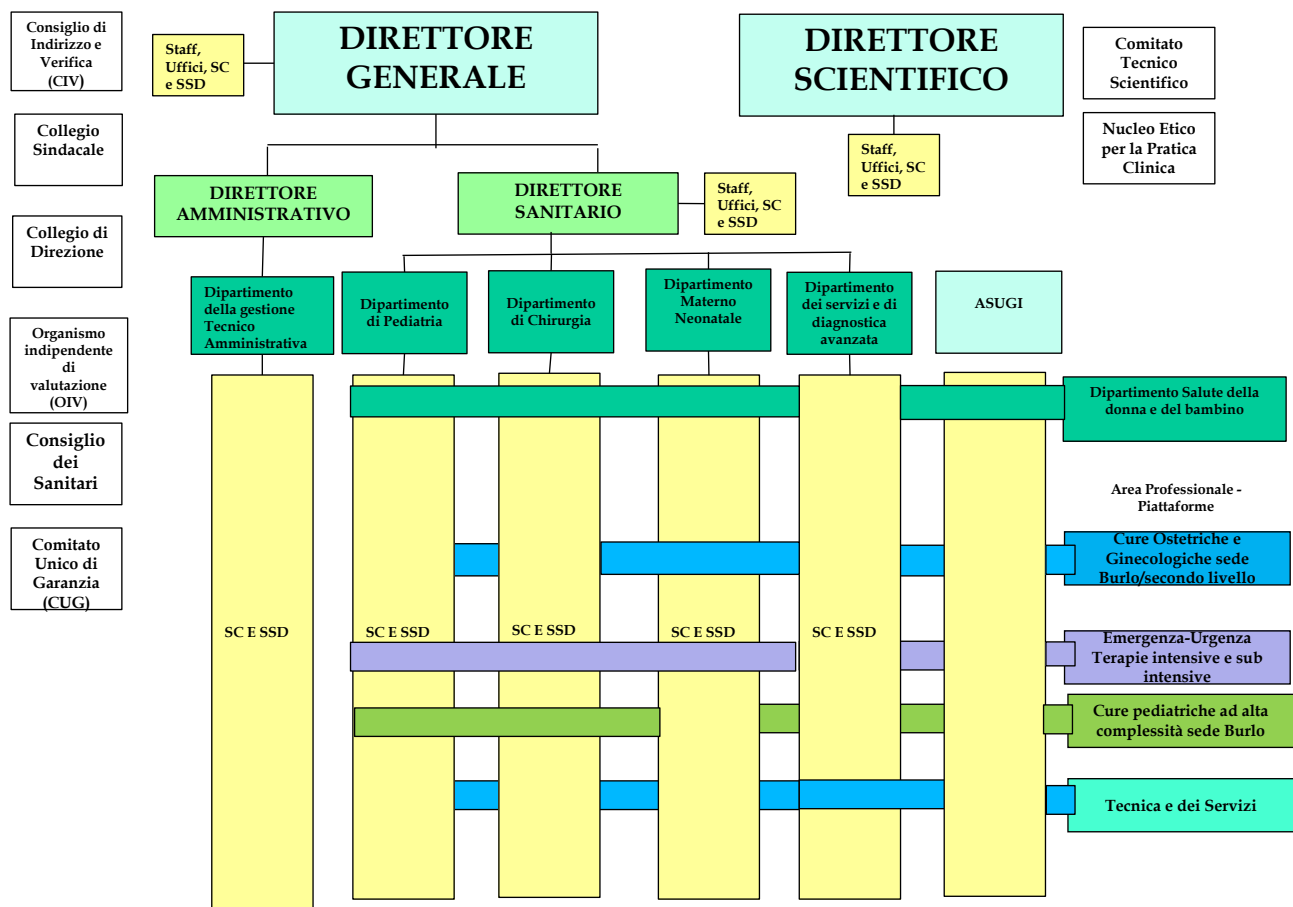 Consiglio di
Indirizzo e
Verifica
(CIV)
Staff,
Uffici, SC
e SSD
DIRETTORE
GENERALE
DIRETTORE
SCIENTIFICO
Comitato
Tecnico
Scientifico
Collegio
Sindacale
Staff,
Uffici, SC
e SSD
Nucleo Etico
per la Pratica
Clinica
DIRETTORE
AMMINISTRATIVO
DIRETTORE
SANITARIO
Staff,
Uffici, SC
e SSD
Collegio di
Direzione
Dipartimento
della gestione
Tecnico
Amministrativa
Dipartimento
di Pediatria
Dipartimento
di Chirurgia
Dipartimento
Materno
Neonatale
Dipartimento
dei servizi e di
diagnostica
avanzata
ASUGI
Organismo
indipendente
di
valutazione
(OIV)
Dipartimento Salute della
donna e del bambino
Consiglio
dei
Sanitari
Area Professionale -
Piattaforme
Comitato
Unico di
Garanzia
(CUG)
Cure Ostetriche e
Ginecologiche sede
Burlo/secondo livello
SC E SSD
SC E SSD
SC E SSD
SC E SSD
SC E SSD
Emergenza-Urgenza
Terapie intensive e sub
intensive
Cure pediatriche ad alta
complessità sede Burlo
Tecnica e dei Servizi